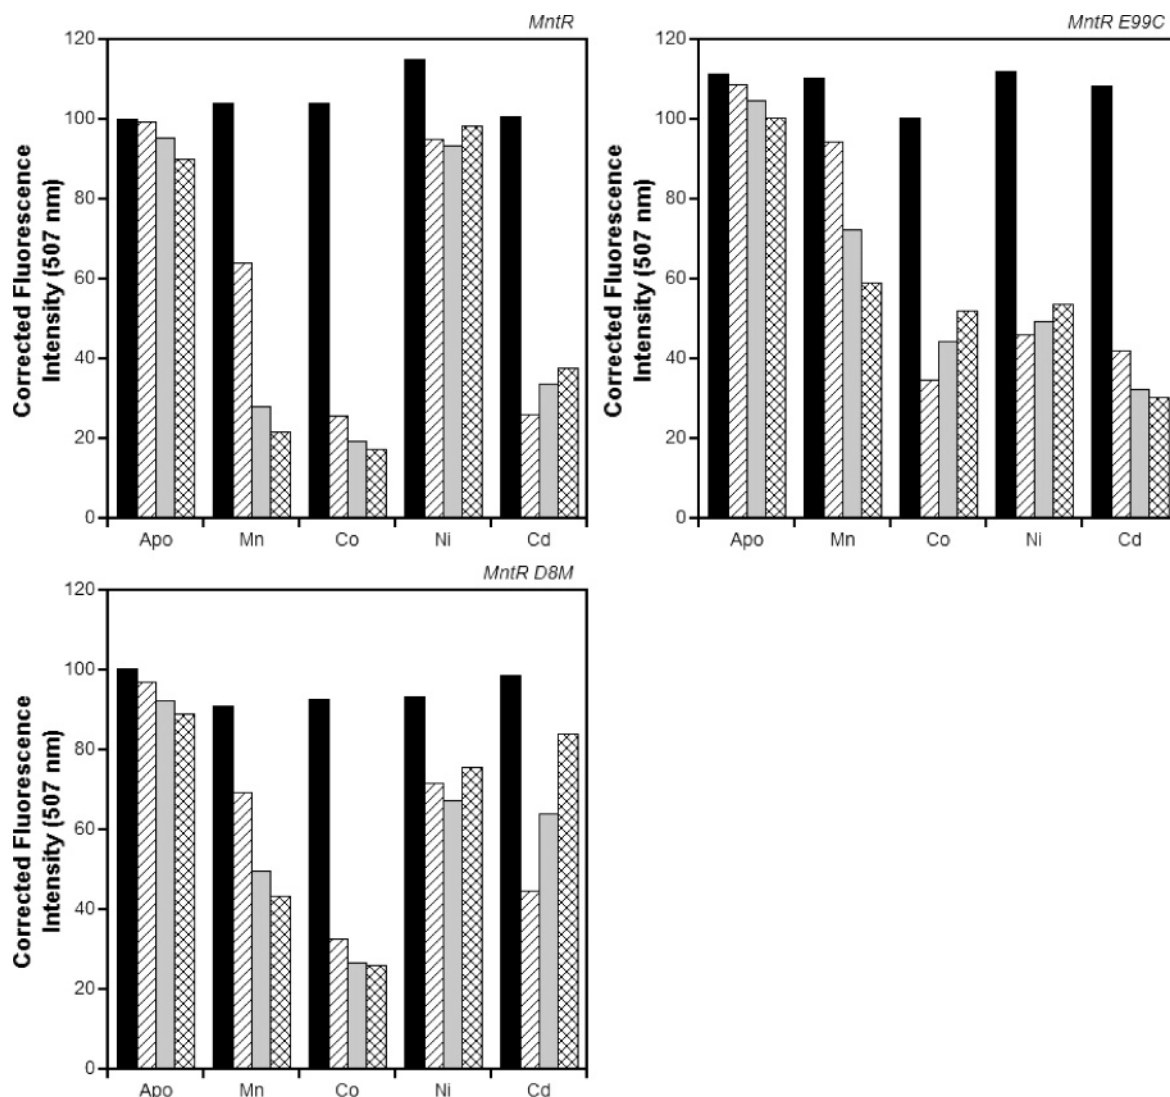 MntR
120
100
80
60
40
20
0
Corrected Fluorescence
Intensity (507 nm)
Apo Mn Co Ni Cd
MntR E99C
120
100
80
60
40
20
0
Corrected Fluorescence
Intensity (507 nm)
Apo Mn Co Ni Cd
MntR D8M
120
100
80
60
40
20
0
Corrected Fluorescence
Intensity (507 nm)
Apo Mn Co Ni Cd